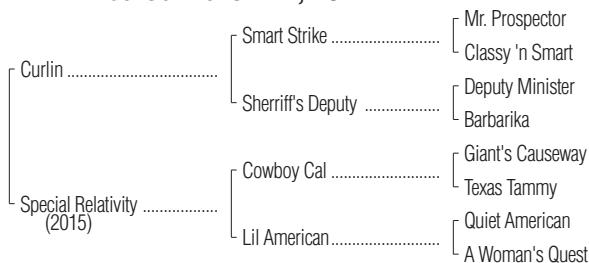 Mr. Prospector
Smart Strike
Classy 'n Smart
Curlin
Deputy Minister
Sherriff's Deputy
Barbarika
Giant's Causeway
Cowboy Cal
Texas Tammy
Special Relativity
(2015)
Quiet American
Lil American
A Woman's Quest